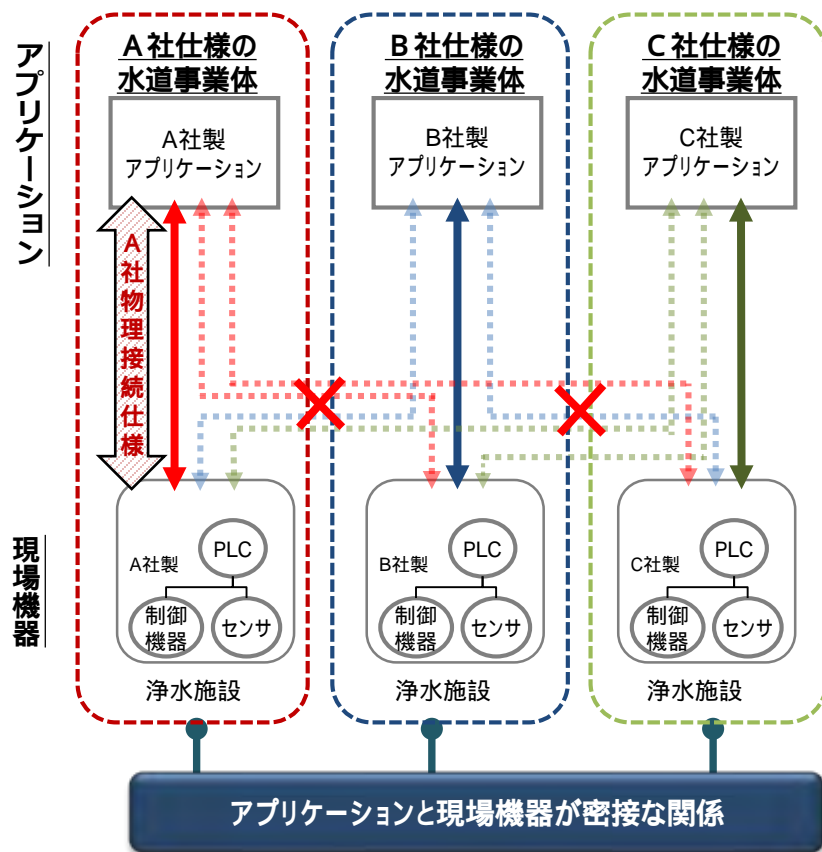 アプリケーション
A社仕様の
水道事業体
A社製
アプリケーション
B社仕様の
水道事業体
B社製
アプリケーション
C社仕様の
水道事業体
C社製
アプリケーション
A社物理接続仕様
現場機器
A社製
PLC
制御
機器
センサ
浄水施設
B社製
PLC
制御
機器
センサ
浄水施設
C社製
PLC
制御
機器
センサ
浄水施設
アプリケーションと現場機器が密接な関係